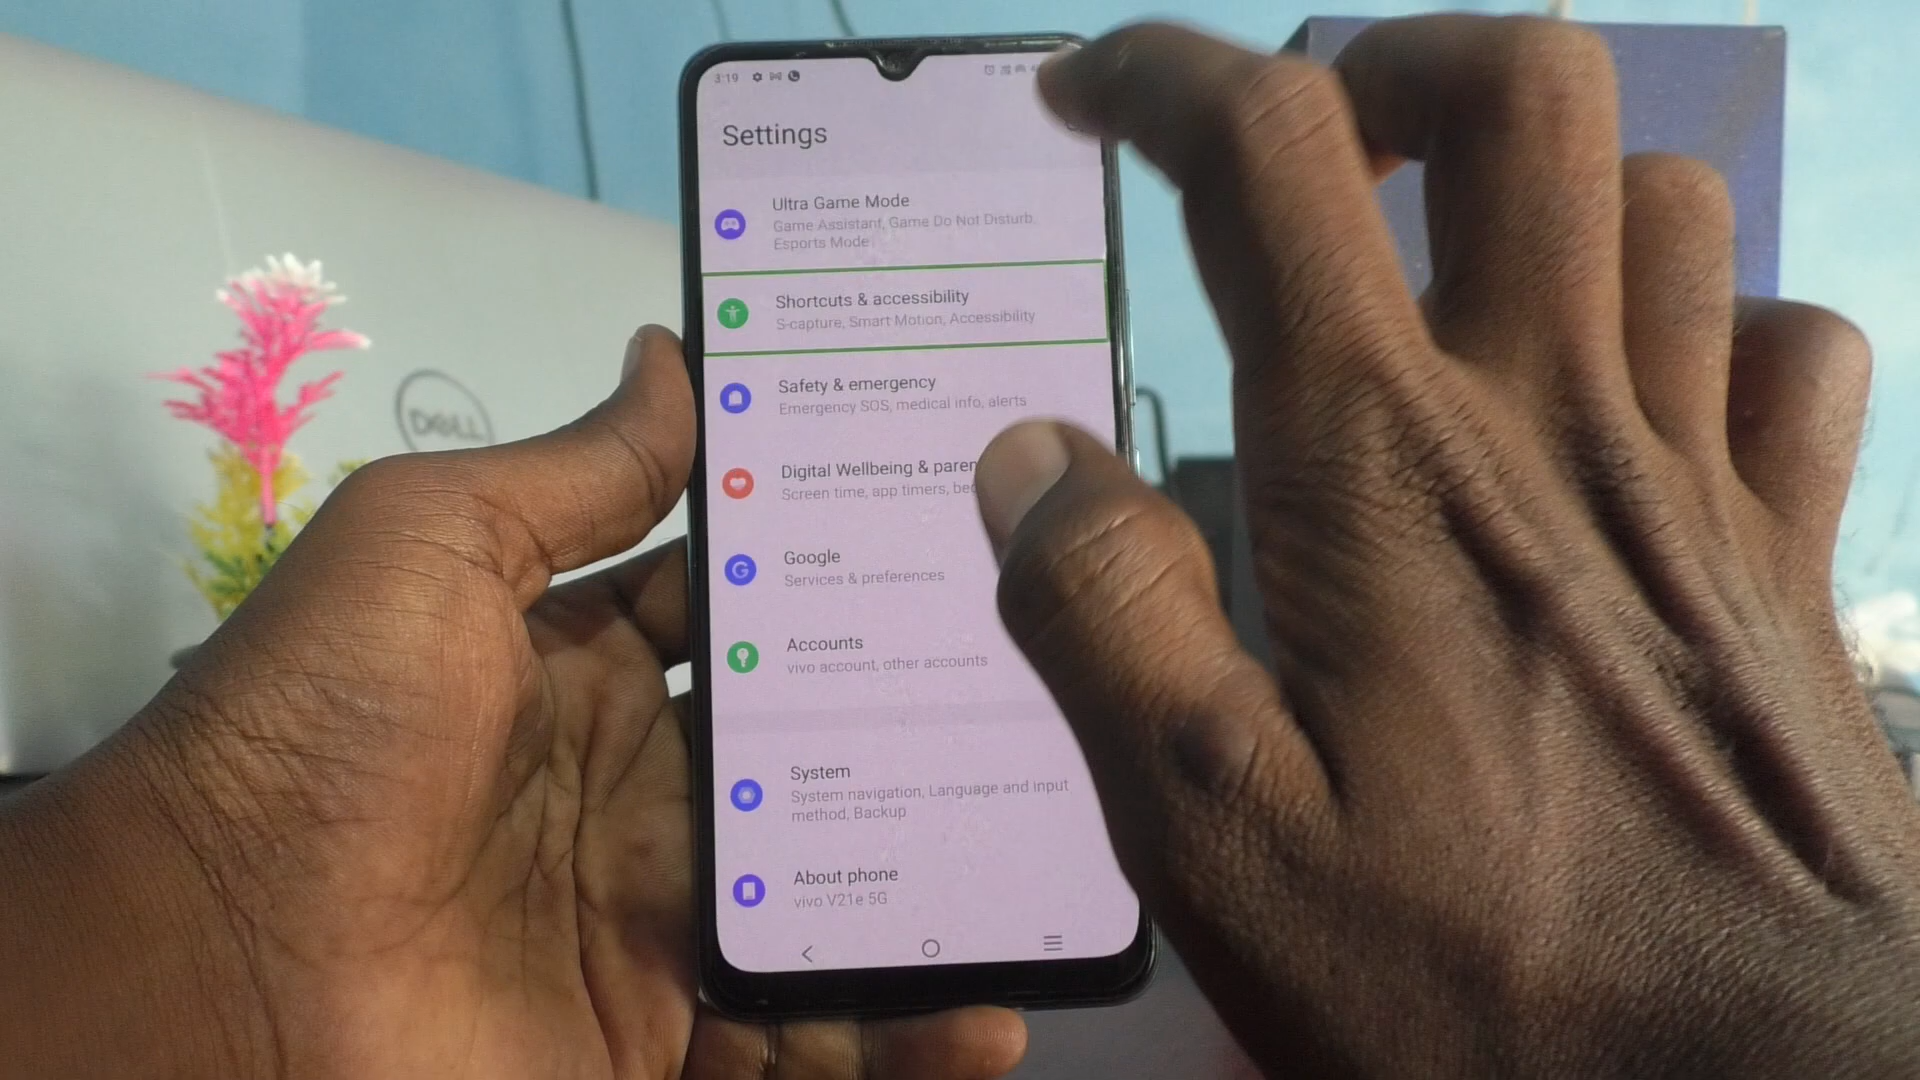 3:19
Settings
Ultra Game Mode
Game Assistant, Game Do Not Disturb,
Esports Mode
Shortcuts & accessibility
S-capture, Smart Motion, Accessibility
Safety & emergency
Emergency SOS, medical info, alerts
Digital Wellbeing & paren
Screen time, app timers, bed
Google
Services & preferences
Accounts
vivo account, other accounts
System
System navigation, Language and input
method, Backup
About phone
vivo V21e 5G
DELL